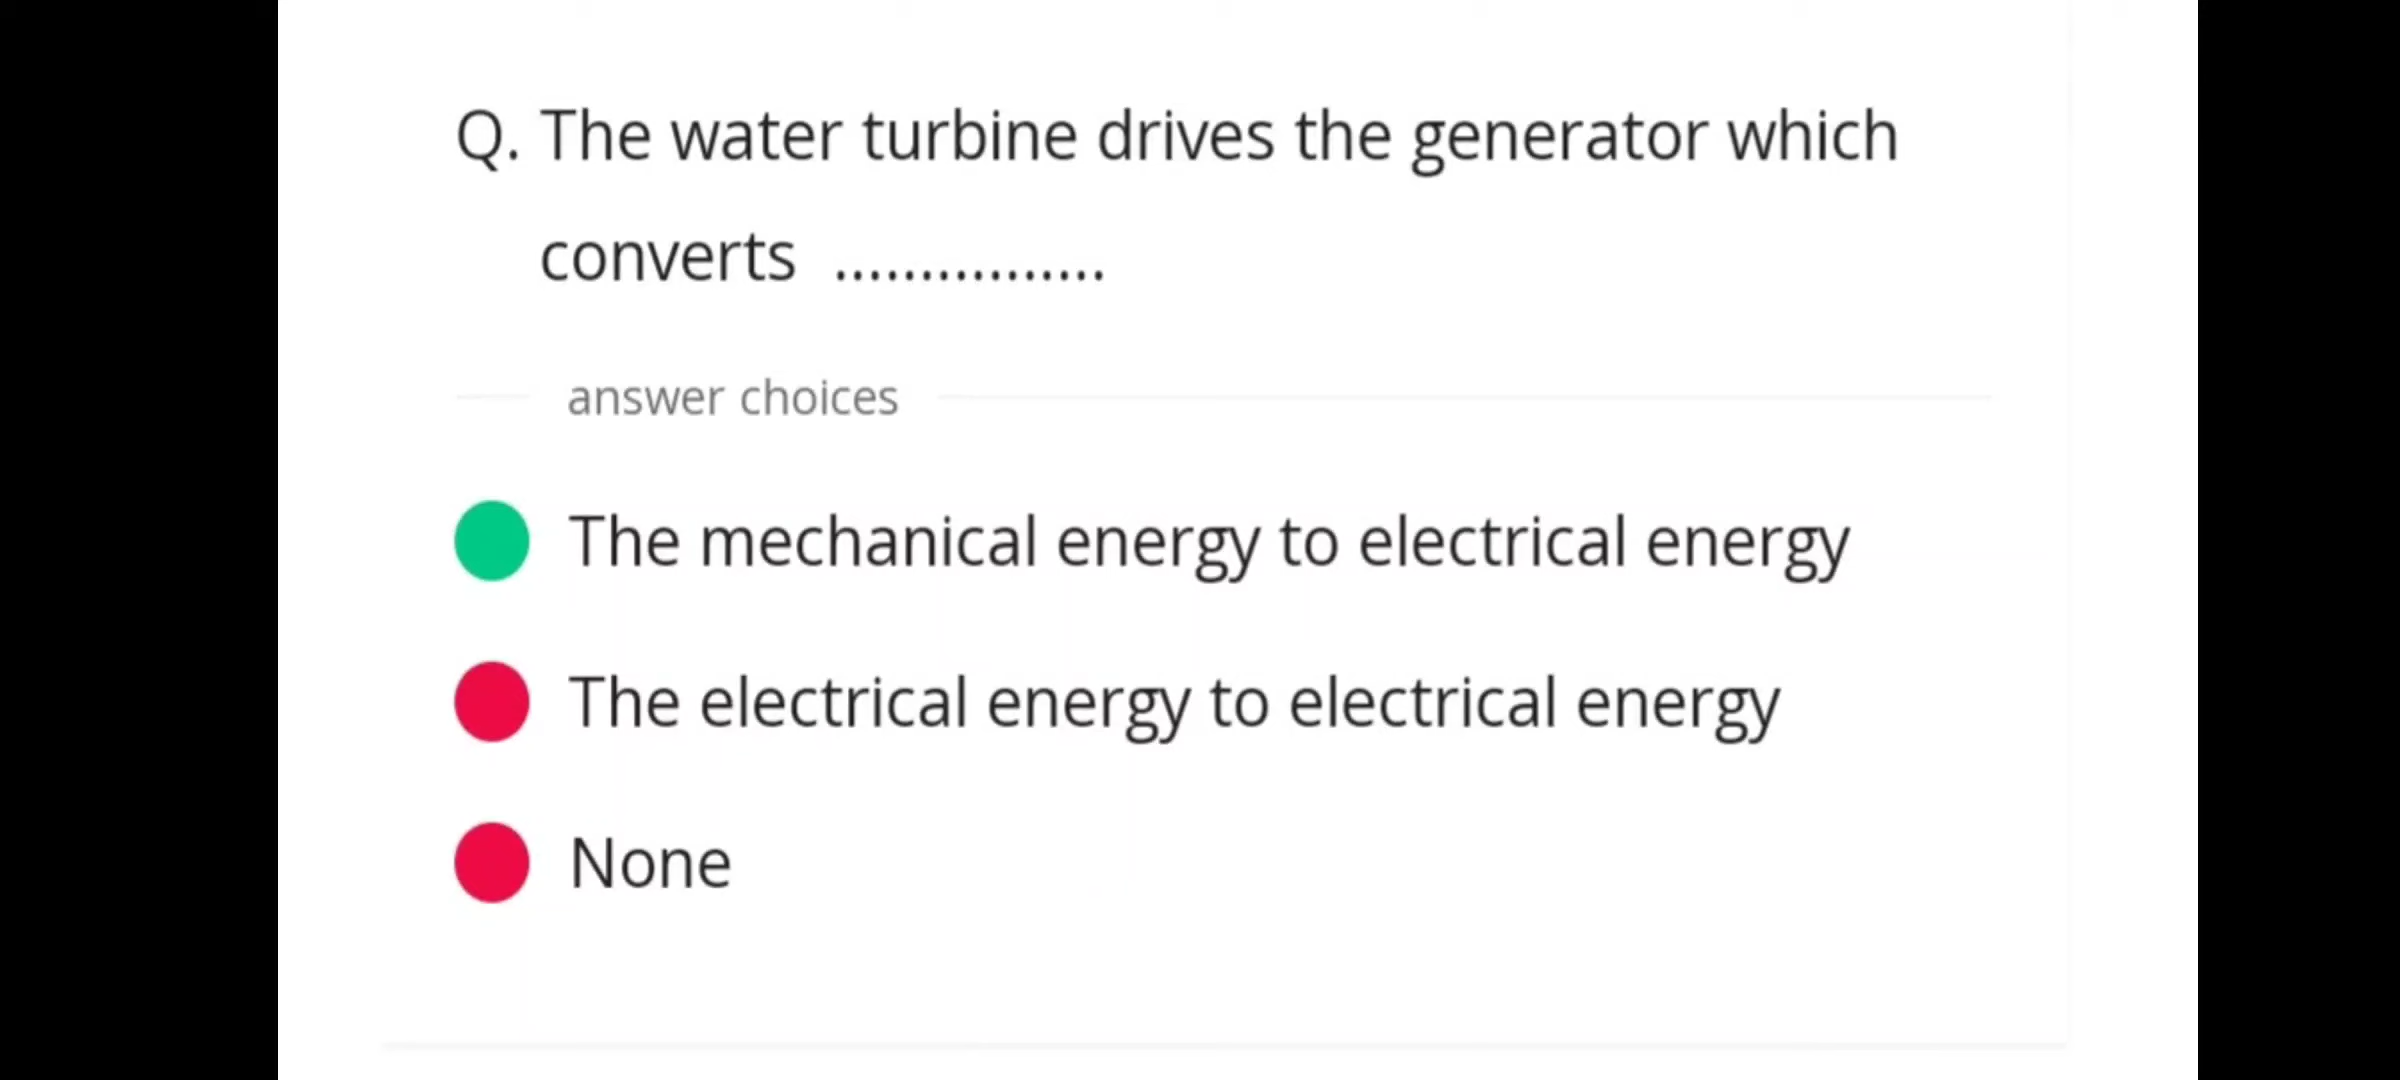 Q. The water turbine drives the generator which
converts ................
answer choices
The mechanical energy to electrical energy
The electrical energy to electrical energy
None